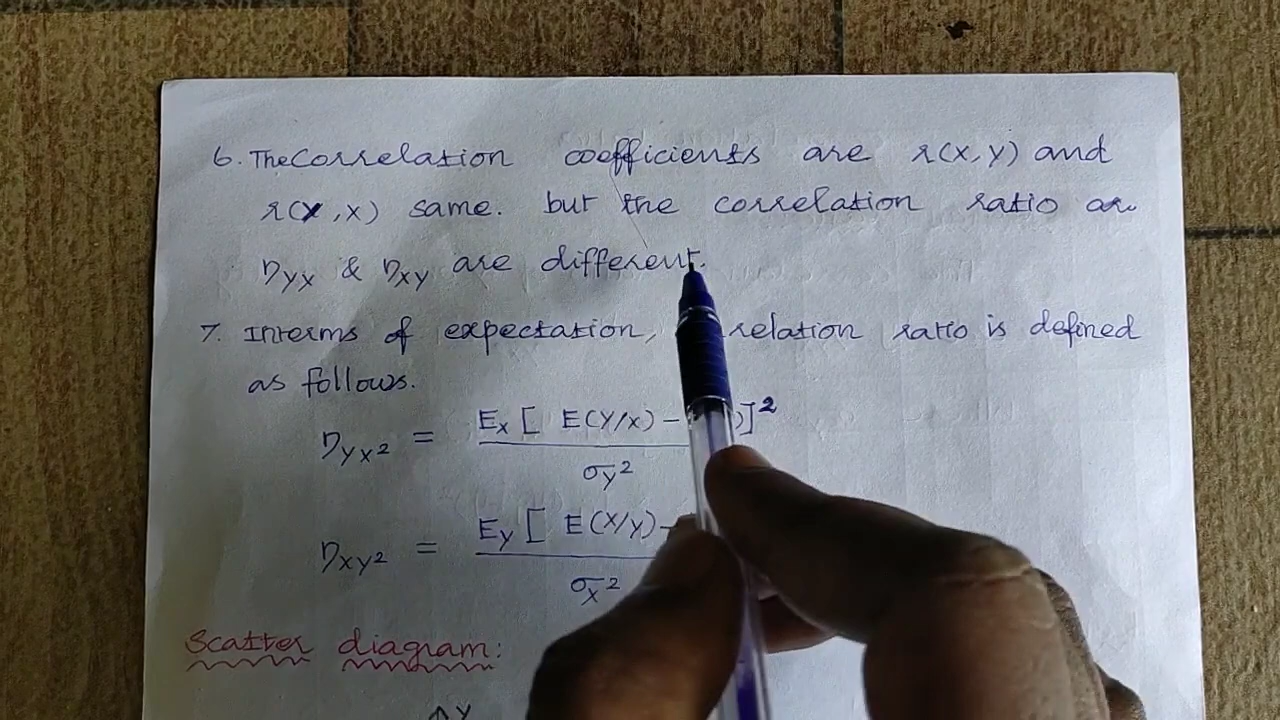 6. The Correlation coefficients are r(X,Y) and
r(Y,X) same. but the correlation ratio are
ηYX & ηXY are different.
7. Interms of expectation, relation ratio is defined
as follows.
ηYX² = Ex [ E(Y/X) – )]²
σY²
ηXY² = EY [ E(X/Y) –
σX²
Scatter diagram:
Y